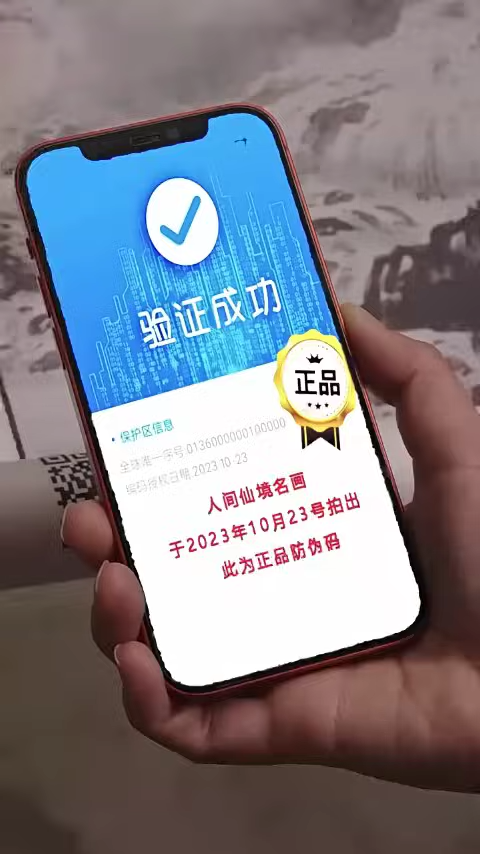 验证成功
正品
保护区信息
全球唯一字号:0136000000100000
编码授权日期:2023-10-23
人间仙境名画
于2023年10月23号拍出
此为正品防伪码